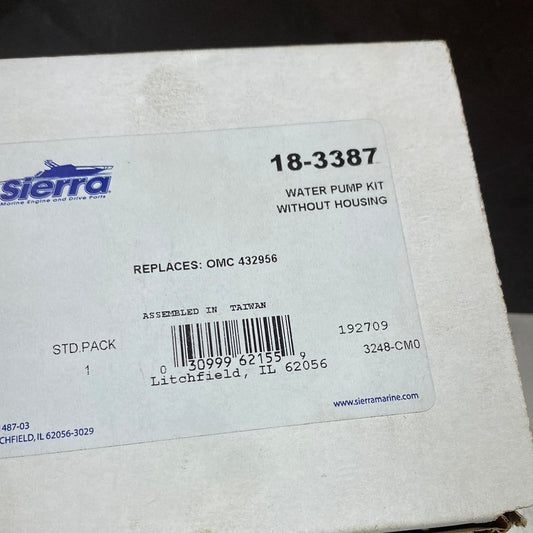 18-3387
sierra
Marine Engine and Drive Parts
WATER PUMP KIT
WITHOUT HOUSING
REPLACES: OMC 432956
ASSEMBLED IN TAIWAN
STD.PACK
1
192709
3248-CM0
0 30999 62155 9
Litchfield, IL 62056
www.sierramarine.com
1487-03
CHFIELD, IL 62056-3029